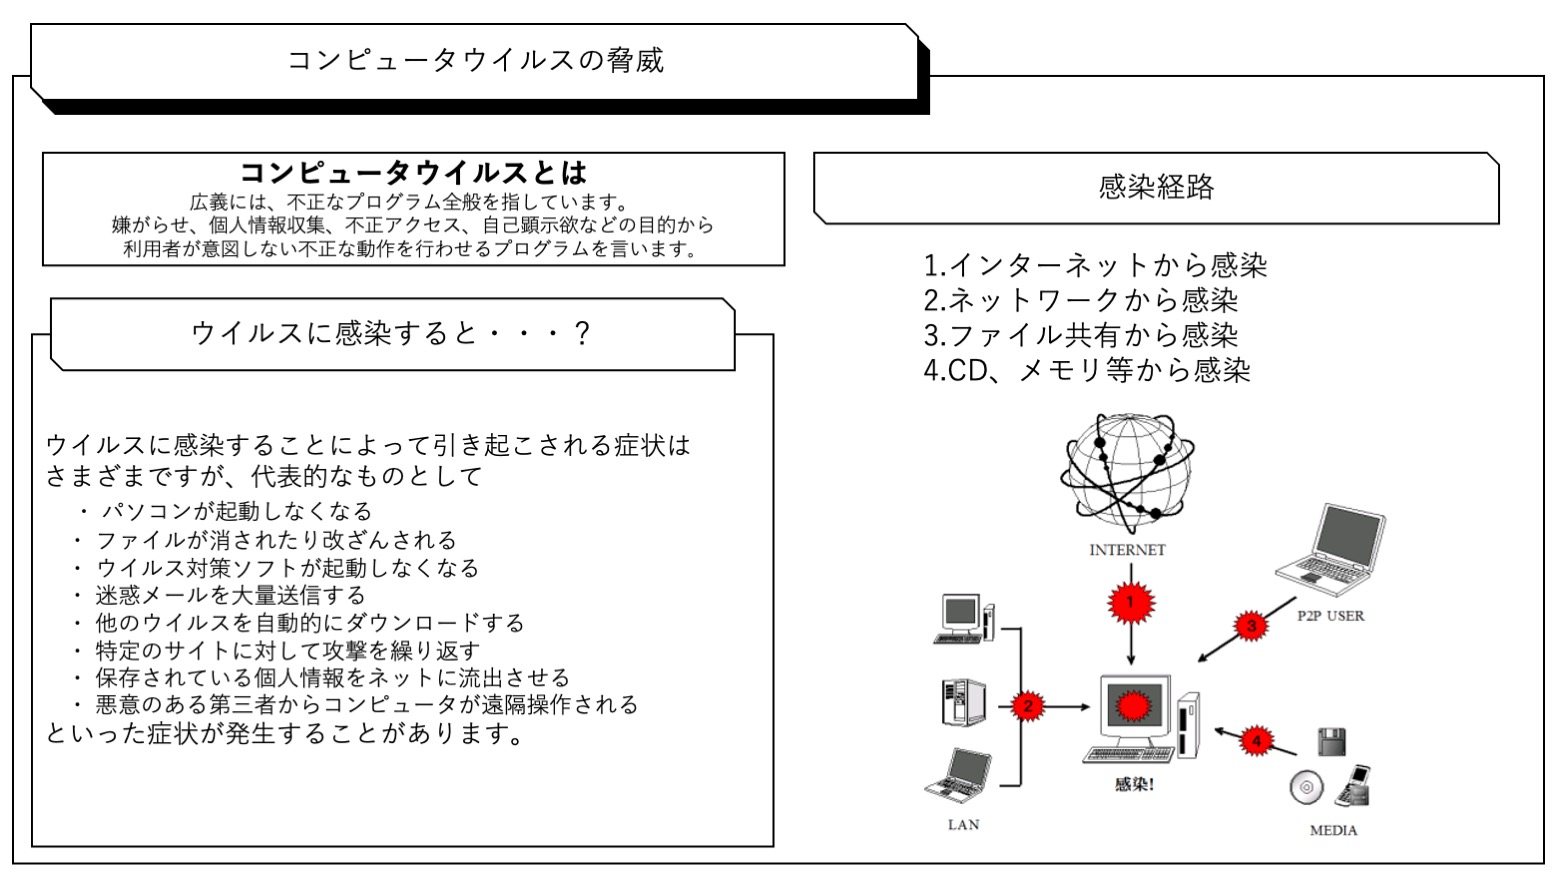 コンピュータウイルスの脅威
コンピュータウイルスとは
広義には、不正なプログラム全般を指しています。
嫌がらせ、個人情報収集、不正アクセス、自己顕示欲などの目的から
利用者が意図しない不正な動作を行わせるプログラムを言います。
ウイルスに感染すると・・・？
ウイルスに感染することによって引き起こされる症状は
さまざまですが、代表的なものとして
・ パソコンが起動しなくなる
・ ファイルが消されたり改ざんされる
・ ウイルス対策ソフトが起動しなくなる
・ 迷惑メールを大量送信する
・ 他のウイルスを自動的にダウンロードする
・ 特定のサイトに対して攻撃を繰り返す
・ 保存されている個人情報をネットに流出させる
・ 悪意のある第三者からコンピュータが遠隔操作される
といった症状が発生することがあります。
感染経路
1.インターネットから感染
2.ネットワークから感染
3.ファイル共有から感染
4.CD、メモリ等から感染
INTERNET
1
P2P USER
3
2
4
感染!
LAN
MEDIA